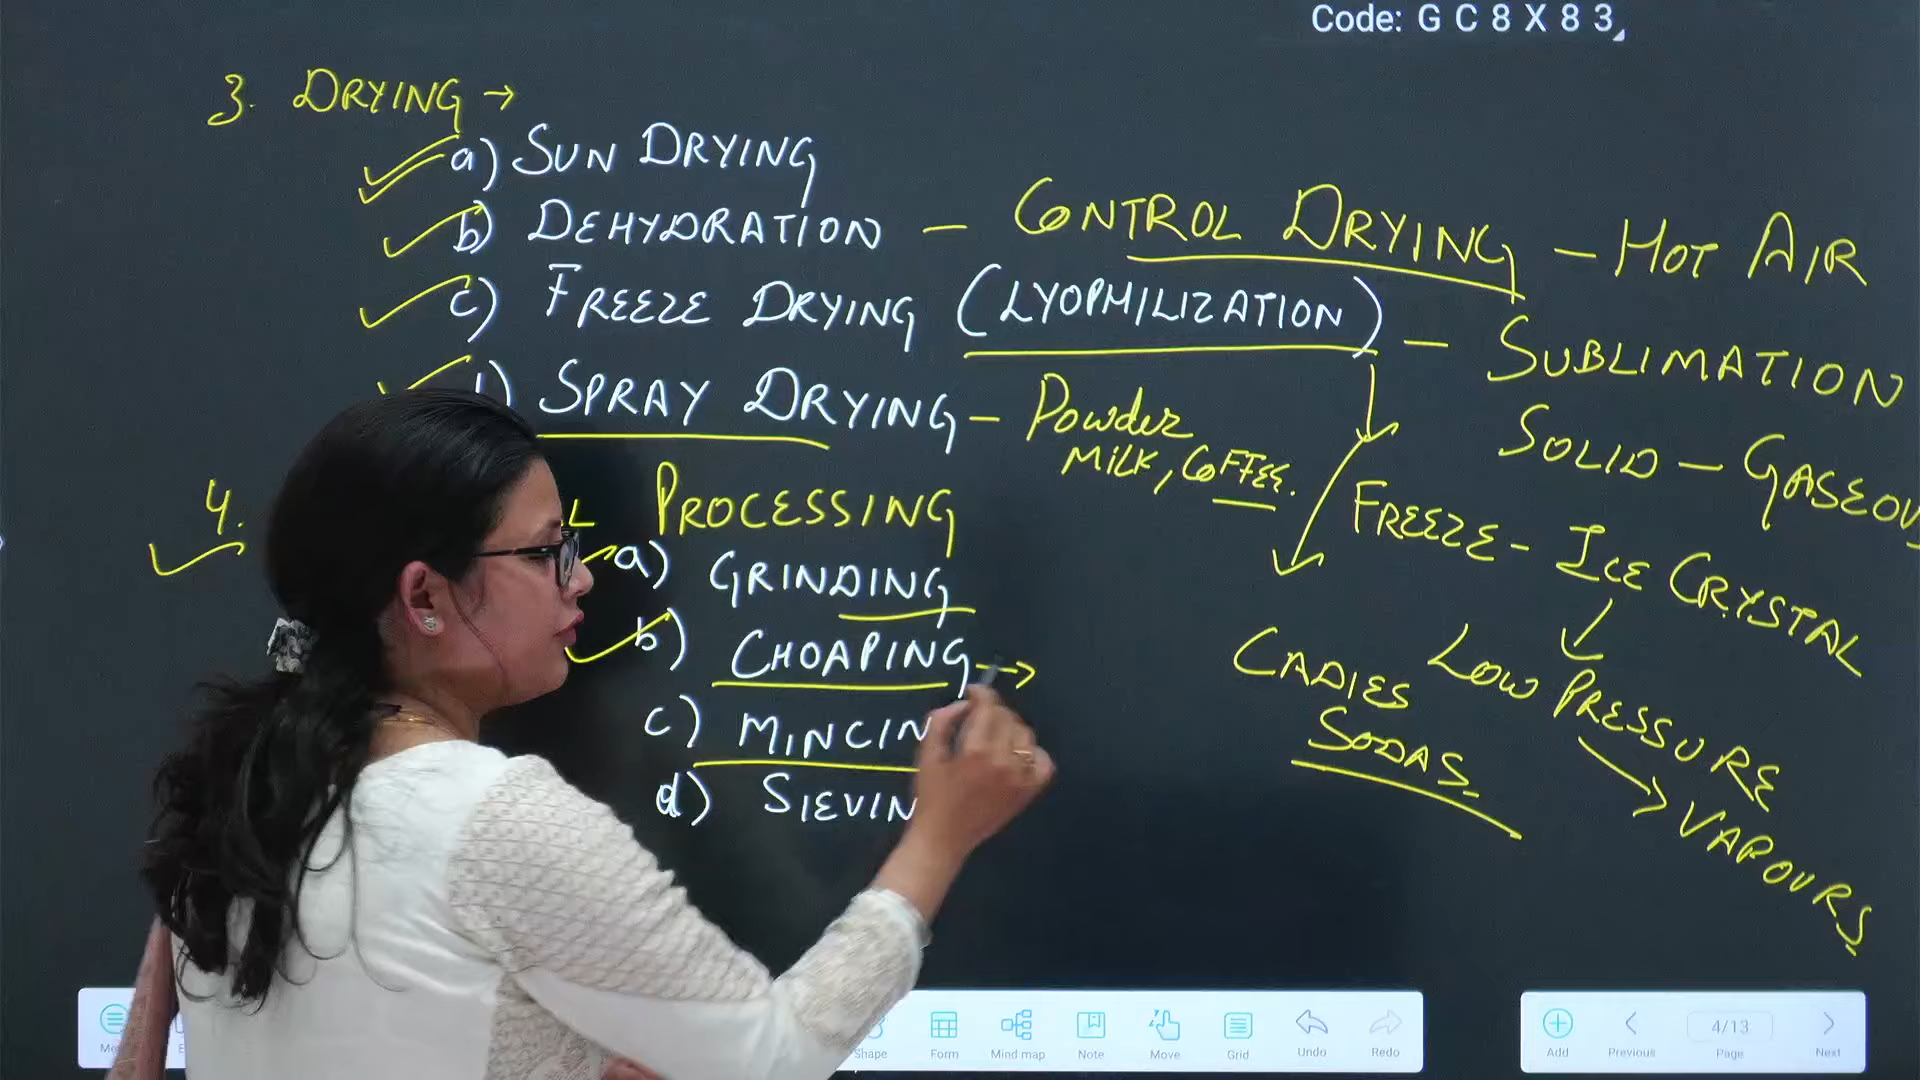 Code: G C 8 X 8 3
3. DRYING →
a) SUN DRYING
b) DEHYDRATION — CONTROL DRYING — HOT AIR
c) FREEZE DRYING (LYOPHILIZATION) — SUBLIMATION
SOLID — GASEOU
) SPRAY DRYING — Powder
MILK, COFFEE.
FREEZE - ICE CRYSTAL
LOW PRESSURE
→ VAPOURS
CADIES
SODAS
4. L PROCESSING
a) GRINDING
b) CHOAPING →
c) MINCIN
d) SIEVIN
Shape Form Mind map Note Move Grid Undo Redo
Add Previous 4/13 Page Next